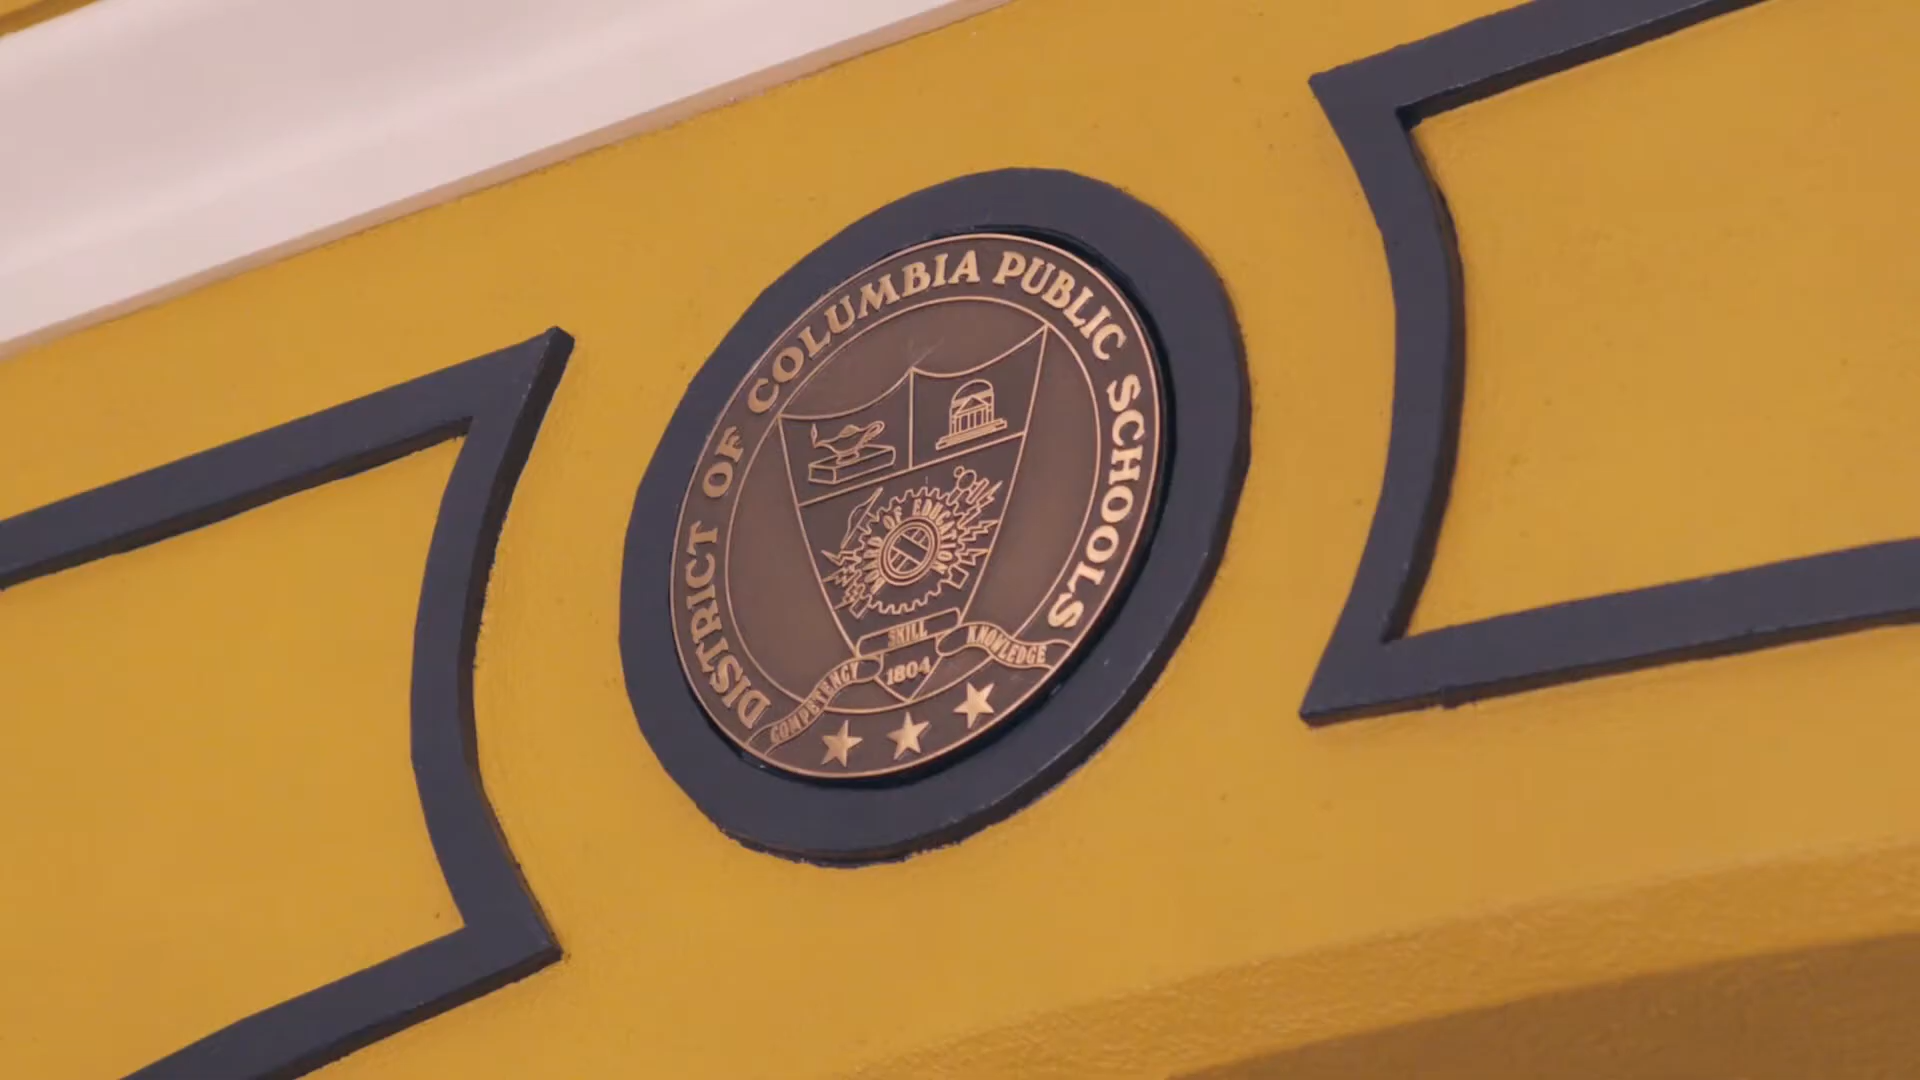 DISTRICT OF COLUMBIA PUBLIC SCHOOLS
BOARD OF EDUCATION
SKILL
COMPETENCY
KNOWLEDGE
1804